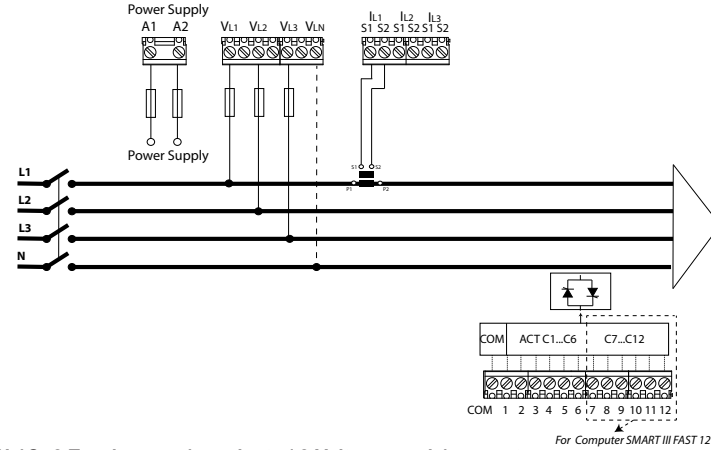 Power Supply
A1 A2
VL1 VL2 VL3 VLN
IL1 IL2 IL3
S1 S2 S1 S2 S1 S2
Power Supply
S1 S2
P1 P2
L1
L2
L3
N
COM ACT C1...C6 C7...C12
COM 1 2 3 4 5 6 7 8 9 10 11 12
For Computer SMART III FAST 12